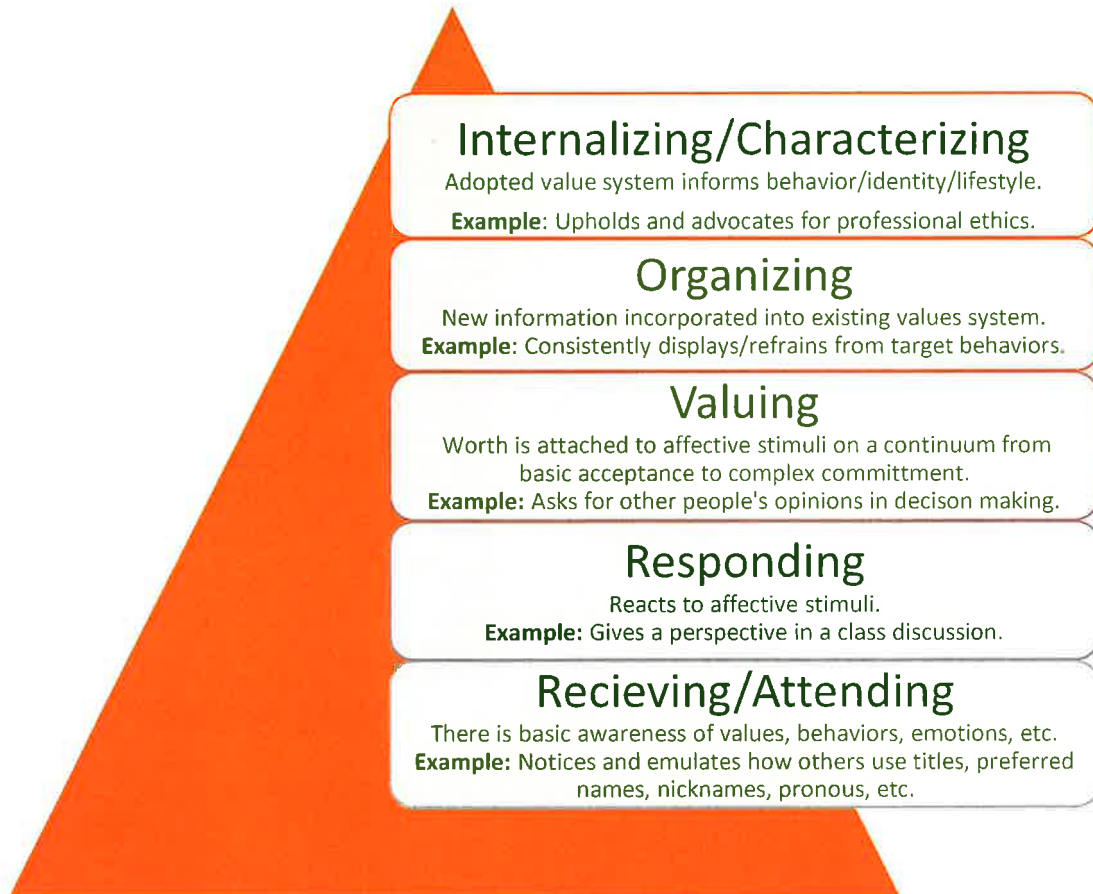 Internalizing/Characterizing
Adopted value system informs behavior/identity/lifestyle.
Example: Upholds and advocates for professional ethics.
Organizing
New information incorporated into existing values system.
Example: Consistently displays/refrains from target behaviors.
Valuing
Worth is attached to affective stimuli on a continuum from
basic acceptance to complex committment.
Example: Asks for other people's opinions in decison making.
Responding
Reacts to affective stimuli.
Example: Gives a perspective in a class discussion.
Recieving/Attending
There is basic awareness of values, behaviors, emotions, etc.
Example: Notices and emulates how others use titles, preferred
names, nicknames, pronous, etc.